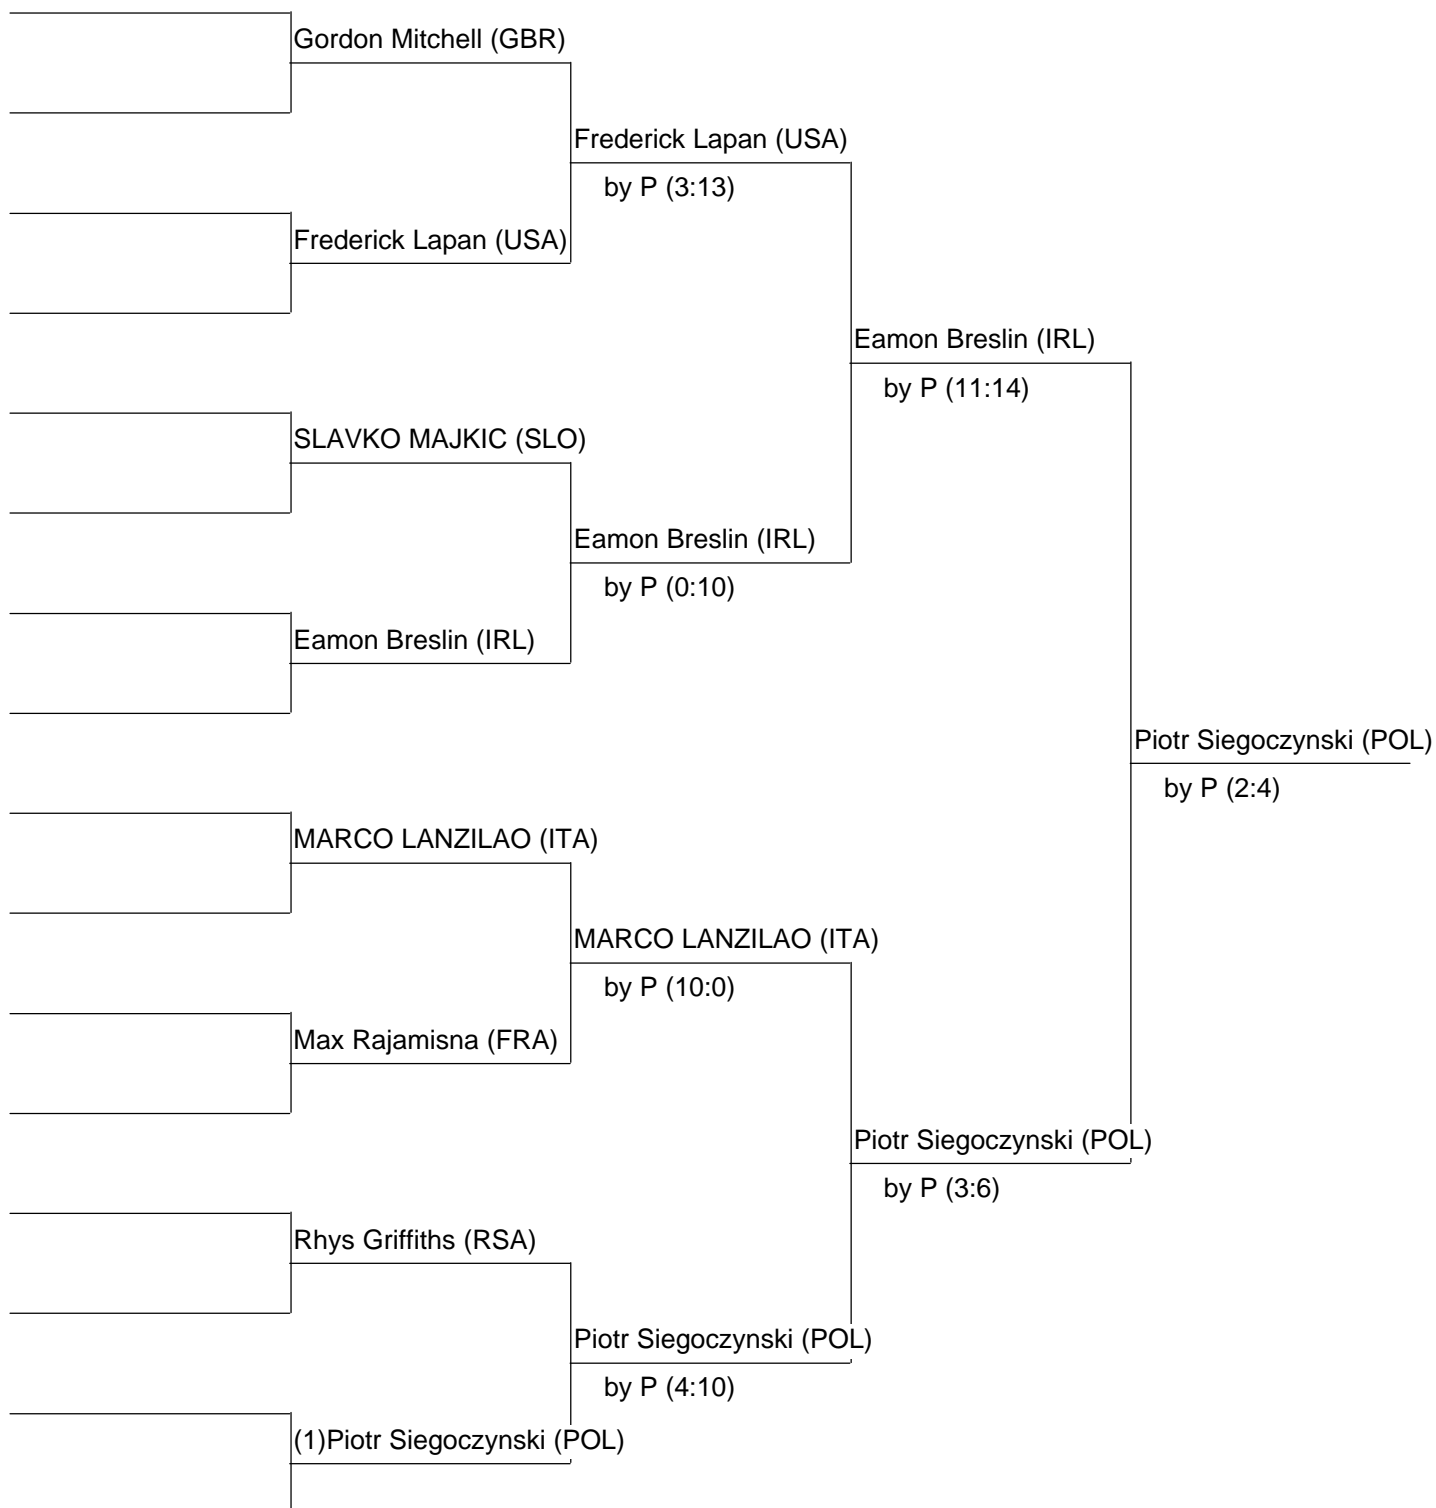 Gordon Mitchell (GBR)
Frederick Lapan (USA)
by P (3:13)
Frederick Lapan (USA)
Eamon Breslin (IRL)
by P (11:14)
SLAVKO MAJKIC (SLO)
Eamon Breslin (IRL)
by P (0:10)
Eamon Breslin (IRL)
Piotr Siegoczynski (POL)
by P (2:4)
MARCO LANZILAO (ITA)
MARCO LANZILAO (ITA)
by P (10:0)
Max Rajamisna (FRA)
Piotr Siegoczynski (POL)
by P (3:6)
Rhys Griffiths (RSA)
Piotr Siegoczynski (POL)
by P (4:10)
(1)Piotr Siegoczynski (POL)